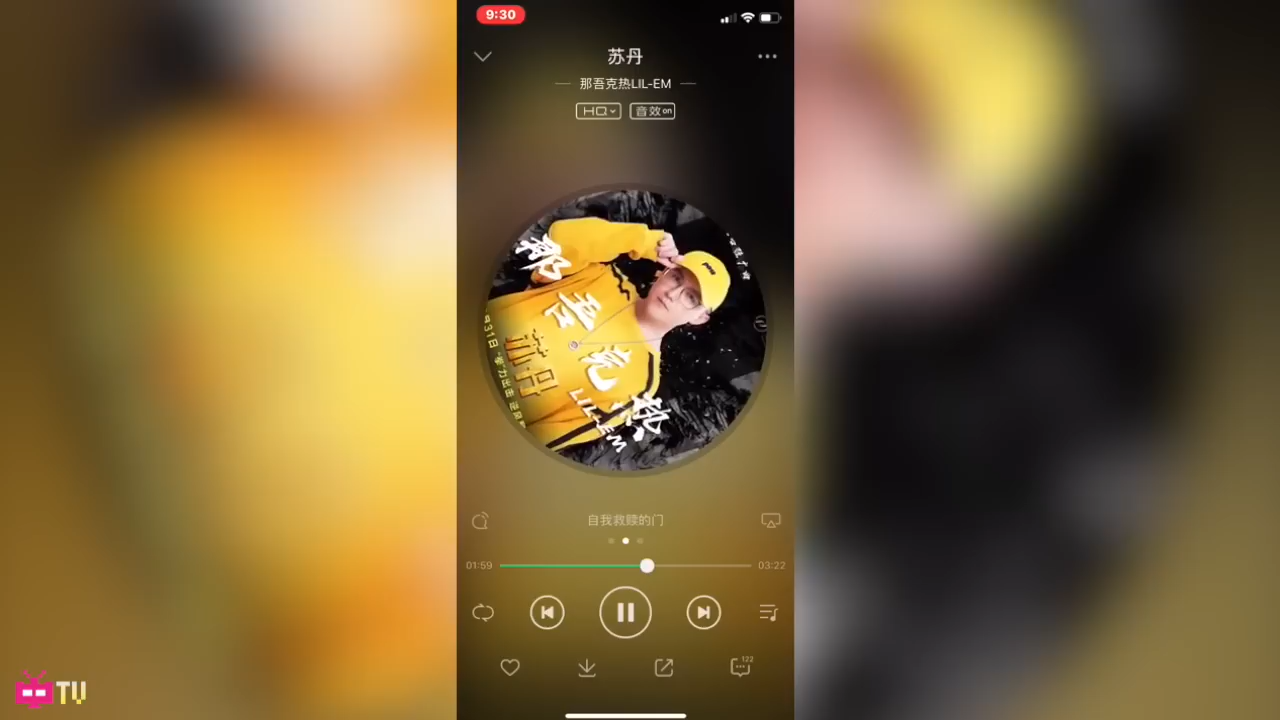 9:30
苏丹
那吾克热LIL-EM
HQ
音效on
那吾克热
LIL-EM
苏丹
自我救赎的门
01:59
03:22
122
TV